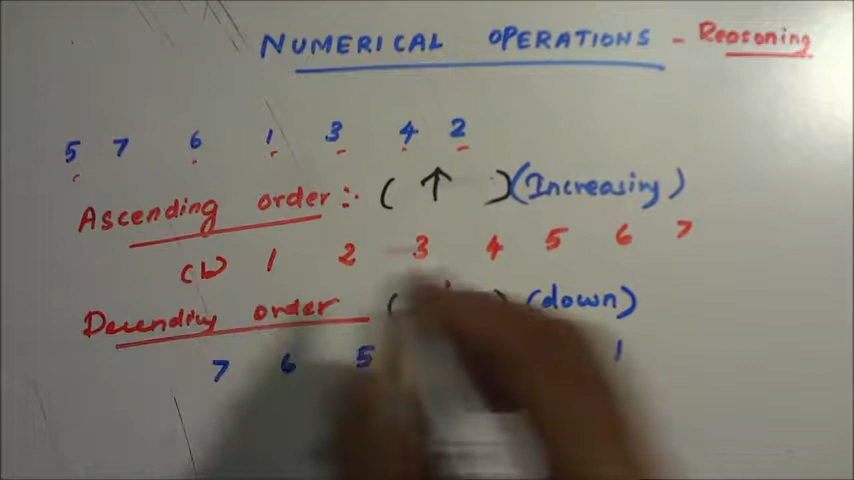 NUMERICAL OPERATIONS - Reasoning
5 7 6 1 3 4 2
Ascending order :- ( ↑ ) (Increasing)
1 2 3 4 5 6 7
Decending order ( ) (down)
7 6 5 1